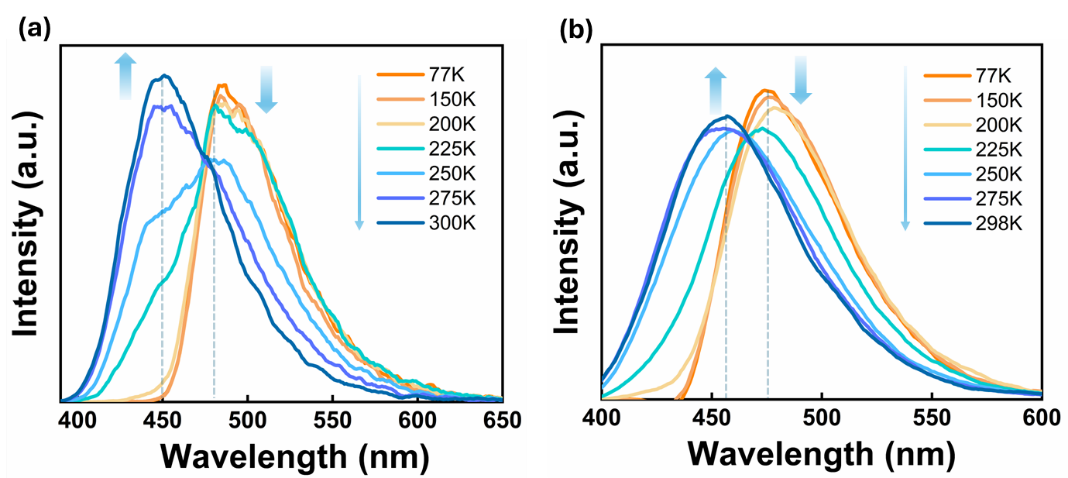 (a)
77K
150K
200K
225K
250K
275K
300K
Intensity (a.u.)
390 400 450 500 550 600 650
Wavelength (nm)
(b)
77K
150K
200K
225K
250K
275K
298K
Intensity (a.u.)
400 450 500 550 600
Wavelength (nm)